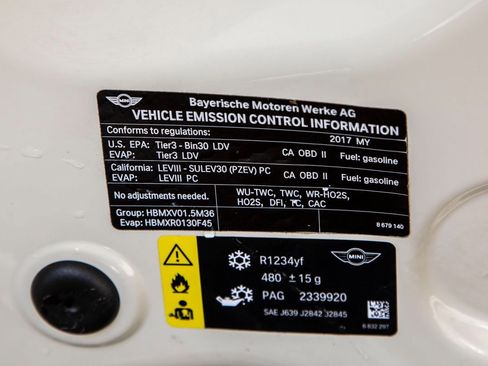 MINI
Bayerische Motoren Werke AG
VEHICLE EMISSION CONTROL INFORMATION
Conforms to regulations: 2017 MY
U.S. EPA: Tier3 - Bin30 LDV
EVAP: Tier3 LDV
CA OBD II Fuel: gasoline
California: LEVIII - SULEV30 (PZEV) PC
EVAP: LEVIII PC
CA OBD II Fuel: gasoline
No adjustments needed.
WU-TWC, TWC, WR-HO2S,
HO2S, DFI, TC, CAC
Group: HBMXV01.5M36
Evap: HBMXR0130F45
8 679 140
R1234yf
MINI
480 ± 15 g
PAG 2339920
SAE J639 J2842 J2845
6 832 297